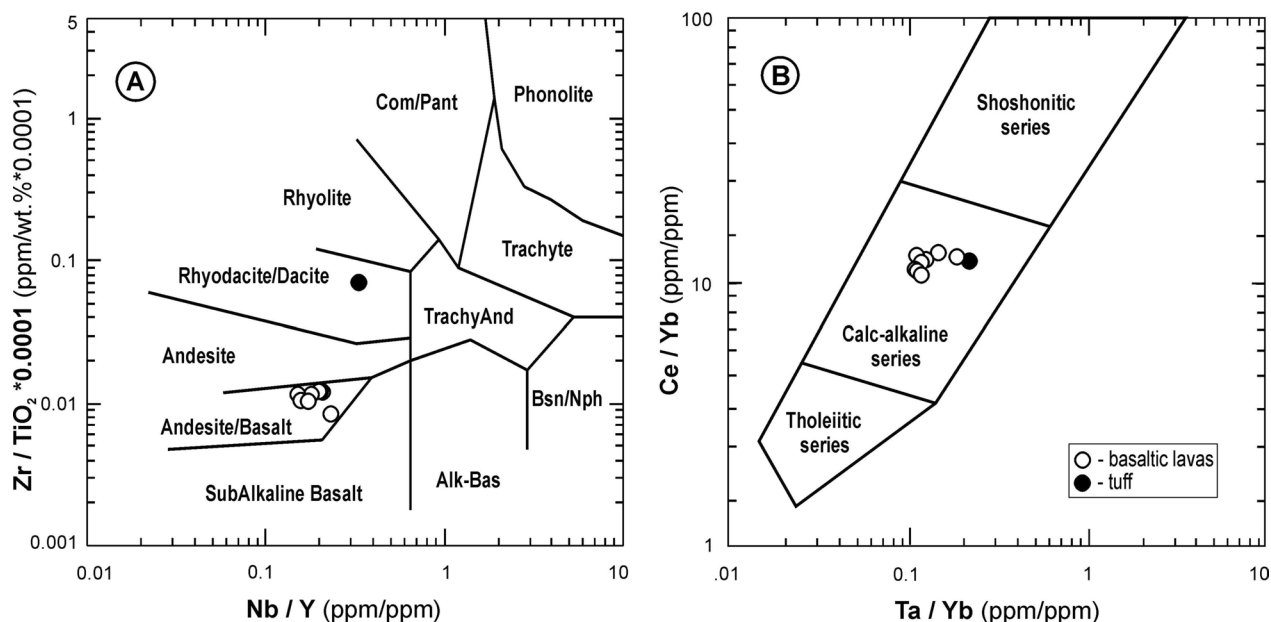 A
Zr / TiO₂ *0.0001 (ppm/wt.%*0.0001)
5
1
0.1
0.01
0.001
Com/Pant
Phonolite
Rhyolite
Trachyte
Rhyodacite/Dacite
TrachyAnd
Andesite
Bsn/Nph
Andesite/Basalt
SubAlkaline Basalt
Alk-Bas
0.01
0.1
1
10
Nb / Y (ppm/ppm)
B
Ce / Yb (ppm/ppm)
100
10
1
Shoshonitic
series
Calc-alkaline
series
Tholeiitic
series
- basaltic lavas
- tuff
.01
0.1
1
10
Ta / Yb (ppm/ppm)